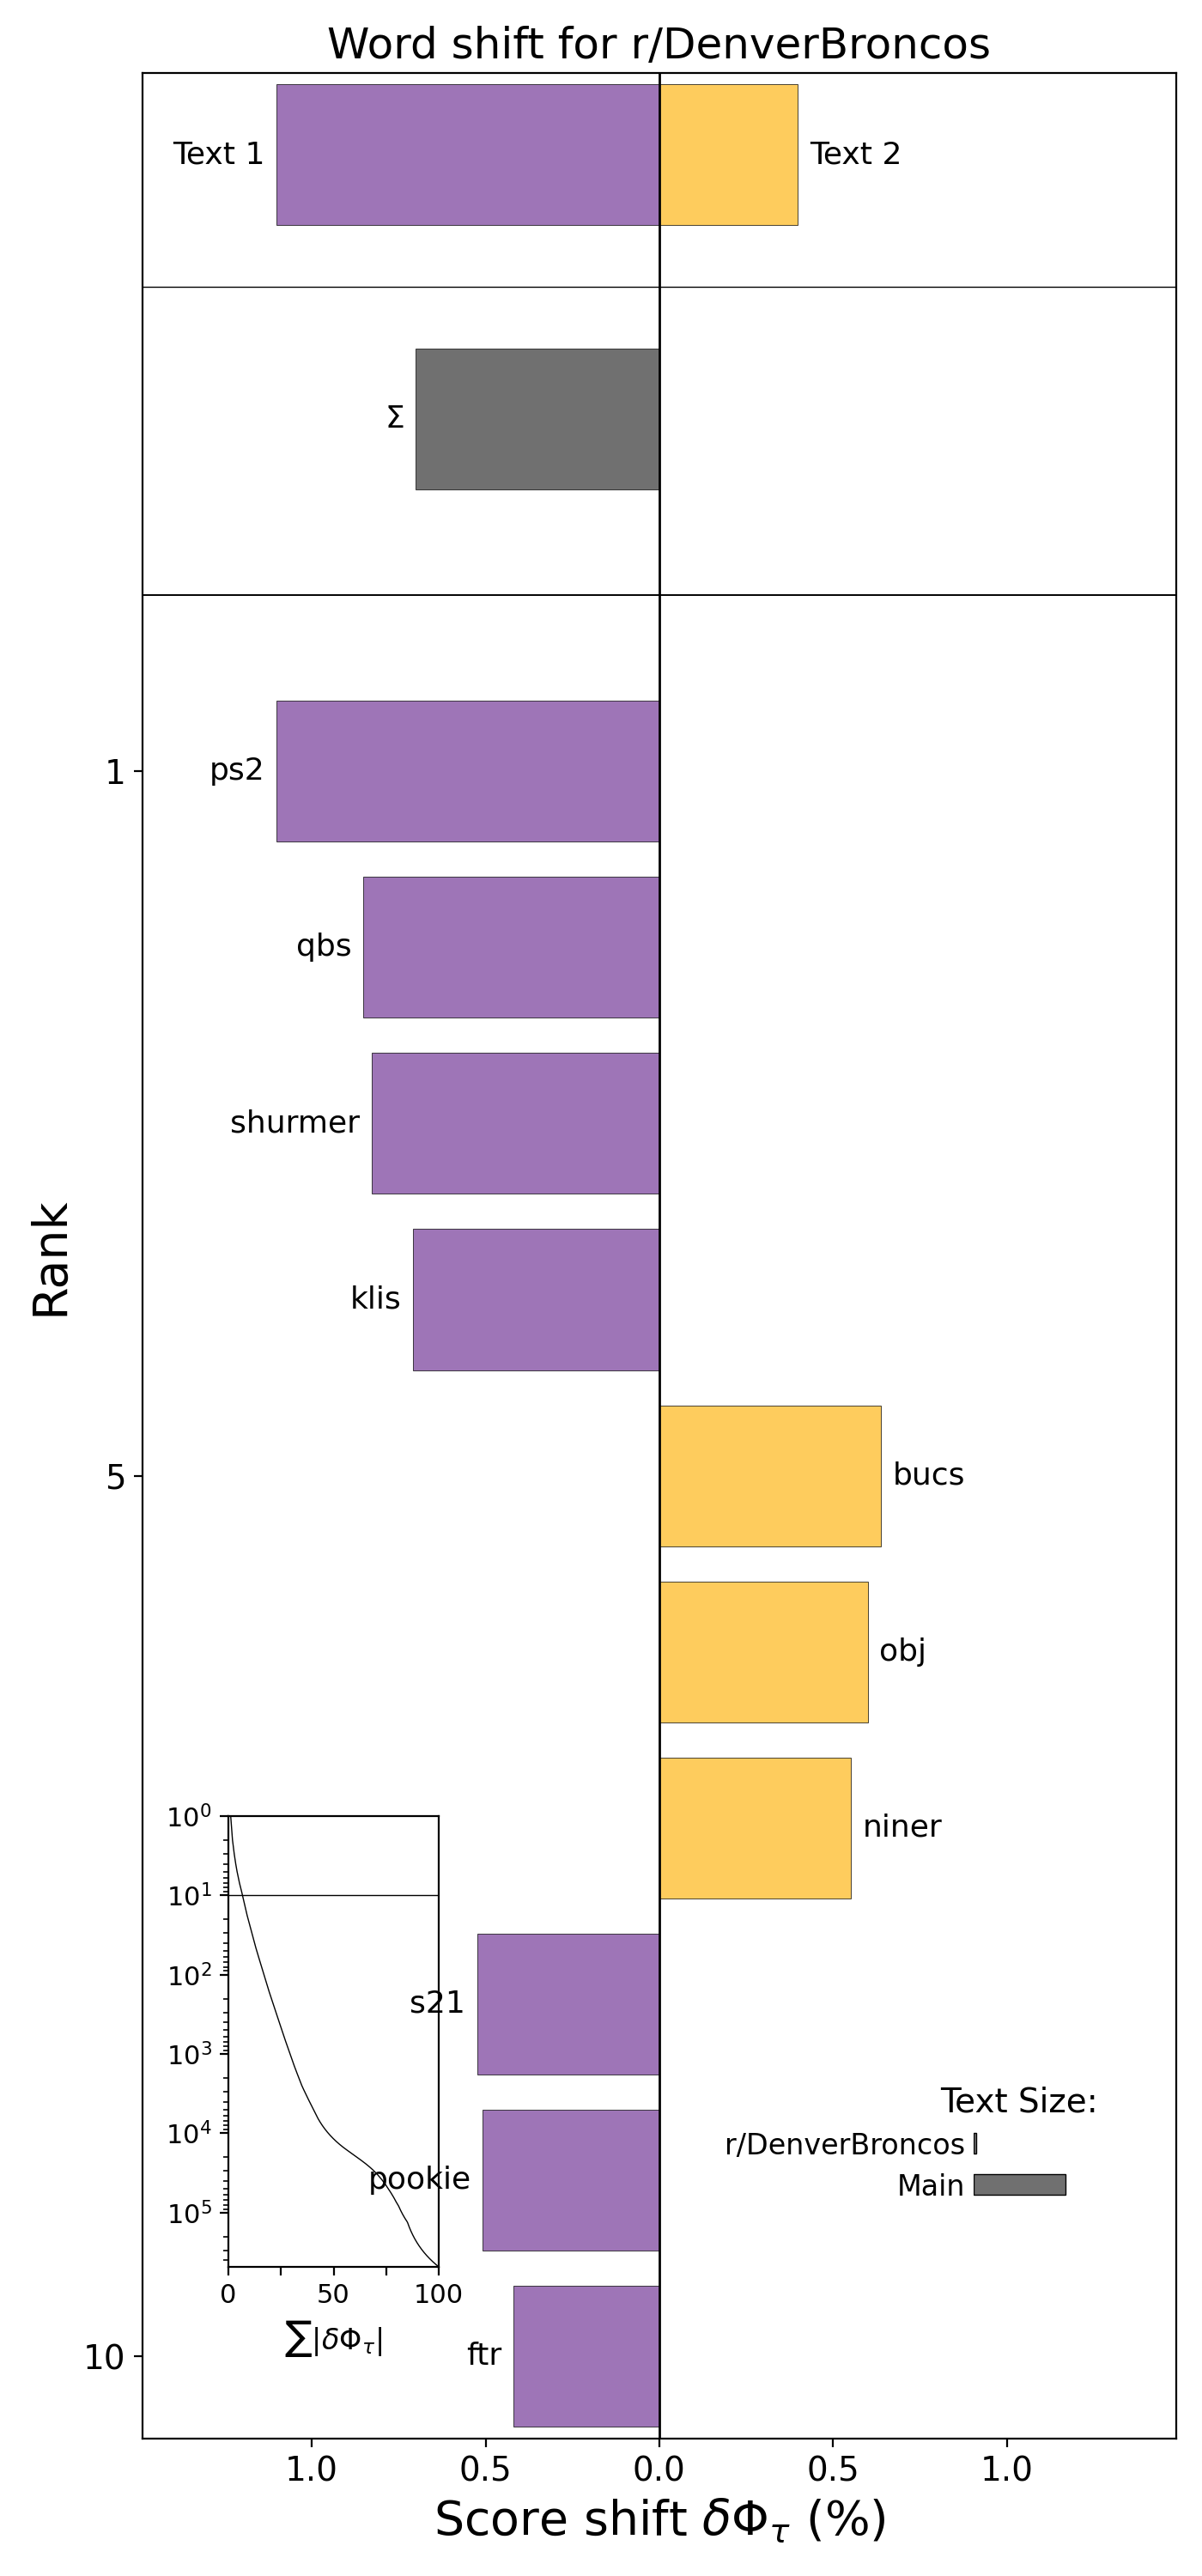 Word shift for r/DenverBroncos
Text 1
Text 2
Σ
1
ps2
qbs
shurmer
klis
5
bucs
obj
niner
s21
pookie
10
ftr
Rank
10⁰
10¹
10²
10³
10⁴
10⁵
0 50 100
∑|δΦτ|
Text Size:
r/DenverBroncos
Main
1.0 0.5 0.0 0.5 1.0
Score shift δΦτ (%)